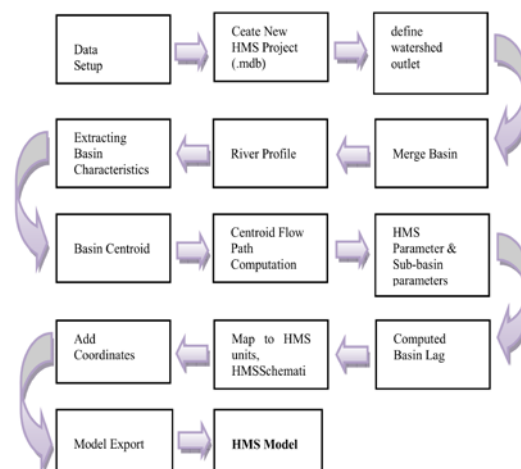 Data
Setup
Ceate New
HMS Project
(.mdb)
define
watershed
outlet
Extracting
Basin
Characteristics
River Profile
Merge Basin
Basin Centroid
Centroid Flow
Path
Computation
HMS
Parameter &
Sub-basin
parameters
Add
Coordinates
Map to HMS
units,
HMSSchemati
Computed
Basin Lag
Model Export
HMS Model